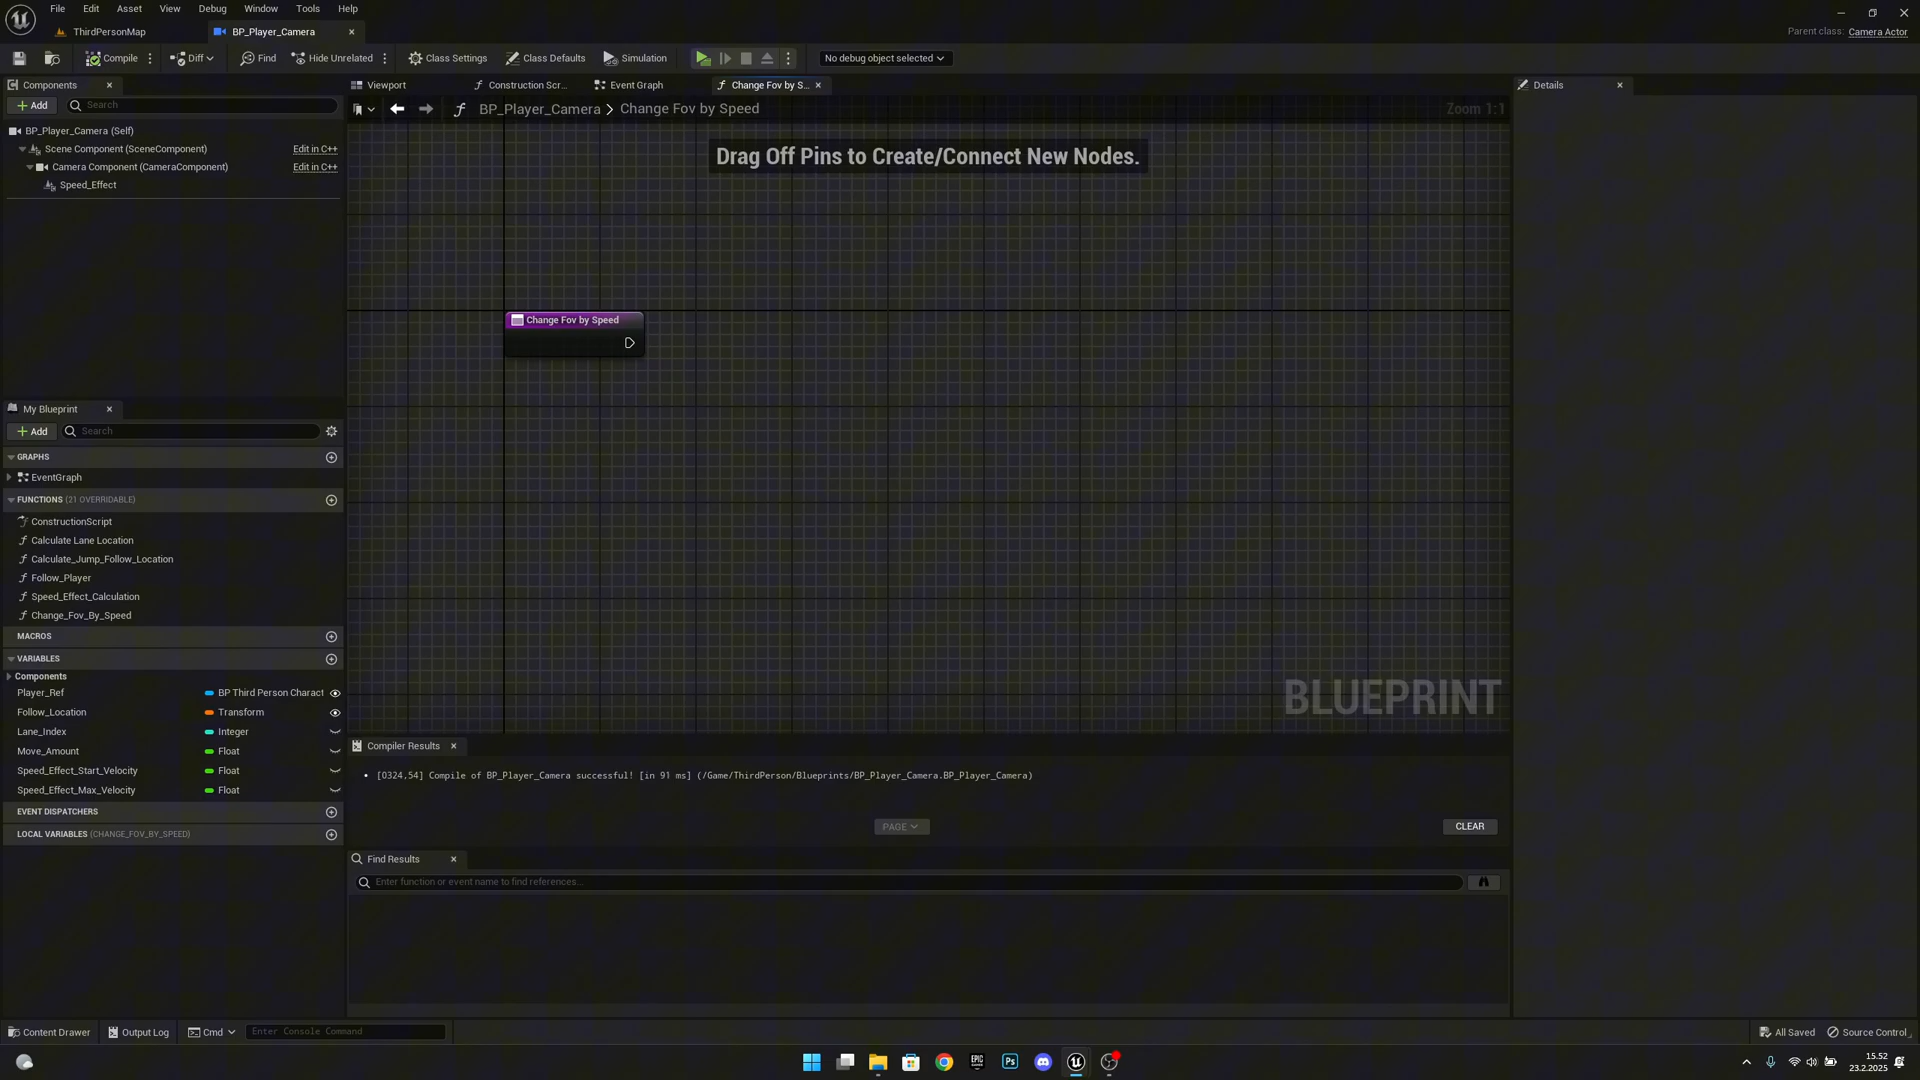 File Edit Asset View Debug Window Tools Help
ThirdPersonMap BP_Player_Camera
Parent class: Camera Actor
Compile Diff Find Hide Unrelated Class Settings Class Defaults Simulation No debug object selected
Components
Add Search
BP_Player_Camera (Self)
Scene Component (SceneComponent) Edit in C++
Camera Component (CameraComponent) Edit in C++
Speed_Effect
Viewport Construction Scr... Event Graph Change Fov by S...
BP_Player_Camera > Change Fov by Speed Zoom 1:1
Drag Off Pins to Create/Connect New Nodes.
Change Fov by Speed
BLUEPRINT
Details
My Blueprint
Add Search
GRAPHS
EventGraph
FUNCTIONS (21 OVERRIDABLE)
ConstructionScript
Calculate Lane Location
Calculate_Jump_Follow_Location
Follow_Player
Speed_Effect_Calculation
Change_Fov_By_Speed
MACROS
VARIABLES
Components
Player_Ref BP Third Person Charact
Follow_Location Transform
Lane_Index Integer
Move_Amount Float
Speed_Effect_Start_Velocity Float
Speed_Effect_Max_Velocity Float
EVENT DISPATCHERS
LOCAL VARIABLES (CHANGE_FOV_BY_SPEED)
Compiler Results
[0324,54] Compile of BP_Player_Camera successful! [in 91 ms] (/Game/ThirdPerson/Blueprints/BP_Player_Camera.BP_Player_Camera)
PAGE CLEAR
Find Results
Enter function or event name to find references...
Content Drawer Output Log Cmd Enter Console Command All Saved Source Control
EPIC GAMES Ps
15.52
23.2.2025